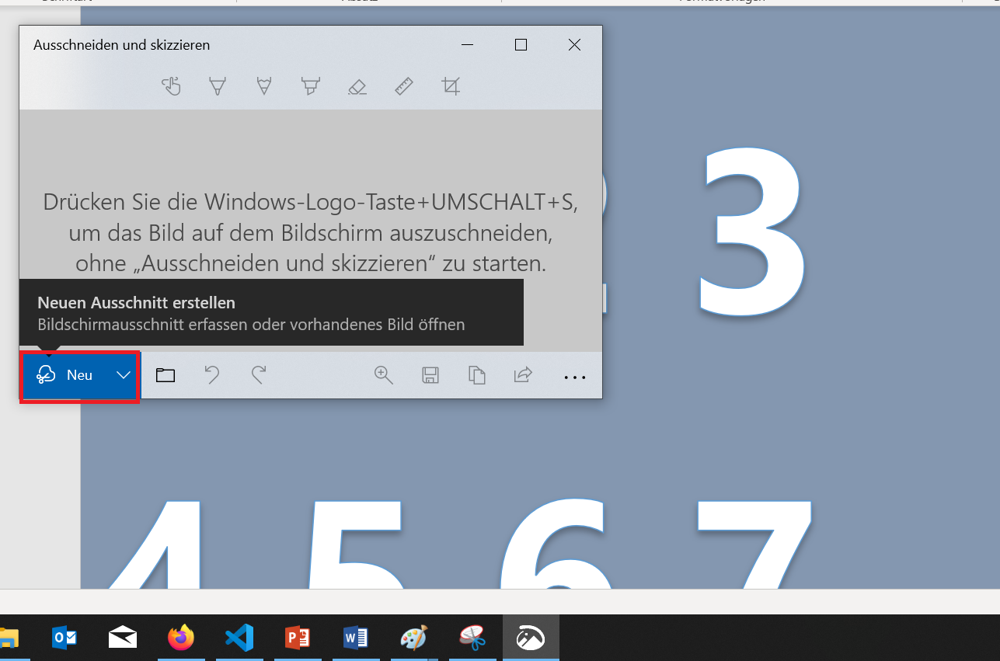 Ausschneiden und skizzieren
Drücken Sie die Windows-Logo-Taste+UMSCHALT+S,
um das Bild auf dem Bildschirm auszuschneiden,
ohne „Ausschneiden und skizzieren“ zu starten.
Neuen Ausschnitt erstellen
Bildschirmausschnitt erfassen oder vorhandenes Bild öffnen
Neu
3
4 5 6 7